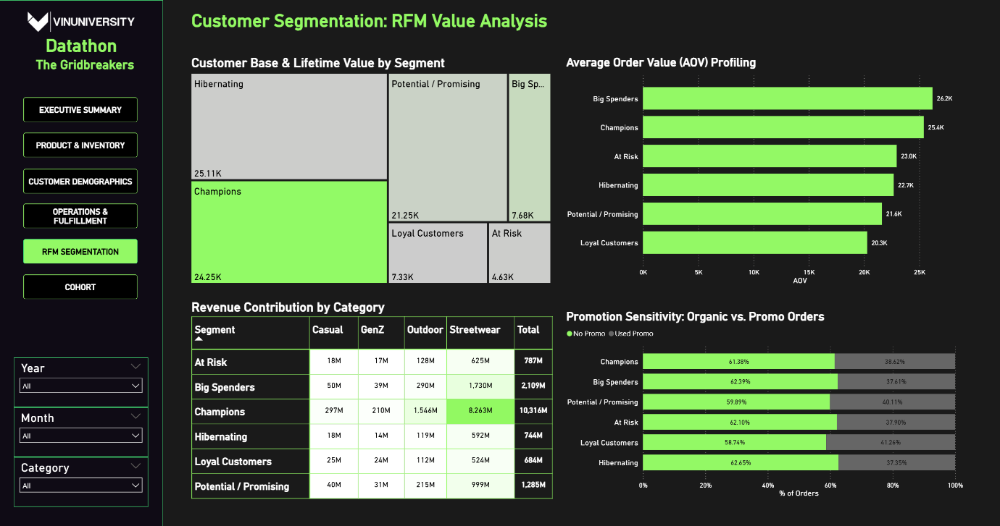 VINUNIVERSITY
Datathon
The Gridbreakers
EXECUTIVE SUMMARY
PRODUCT & INVENTORY
CUSTOMER DEMOGRAPHICS
OPERATIONS &
FULFILLMENT
RFM SEGMENTATION
COHORT
Year
All
Month
All
Category
All
Customer Segmentation: RFM Value Analysis
Customer Base & Lifetime Value by Segment
Hibernating
25.11K
Champions
24.25K
Potential / Promising
21.25K
Big Sp...
7.68K
Loyal Customers
7.33K
At Risk
4.63K
Average Order Value (AOV) Profiling
Big Spenders 26.2K
Champions 25.4K
At Risk 23.0K
Hibernating 22.7K
Potential / Promising 21.6K
Loyal Customers 20.3K
0K 5K 10K 15K 20K 25K
AOV
Revenue Contribution by Category
Segment Casual GenZ Outdoor Streetwear Total
At Risk 18M 17M 128M 625M 787M
Big Spenders 50M 39M 290M 1,730M 2,109M
Champions 297M 210M 1,546M 8,263M 10,316M
Hibernating 18M 14M 119M 592M 744M
Loyal Customers 25M 24M 112M 524M 684M
Potential / Promising 40M 31M 215M 999M 1,285M
Promotion Sensitivity: Organic vs. Promo Orders
No Promo Used Promo
Champions 61.38% 38.62%
Big Spenders 62.39% 37.61%
Potential / Promising 59.89% 40.11%
At Risk 62.10% 37.90%
Loyal Customers 58.74% 41.26%
Hibernating 62.65% 37.35%
0% 20% 40% 60% 80% 100%
% of Orders